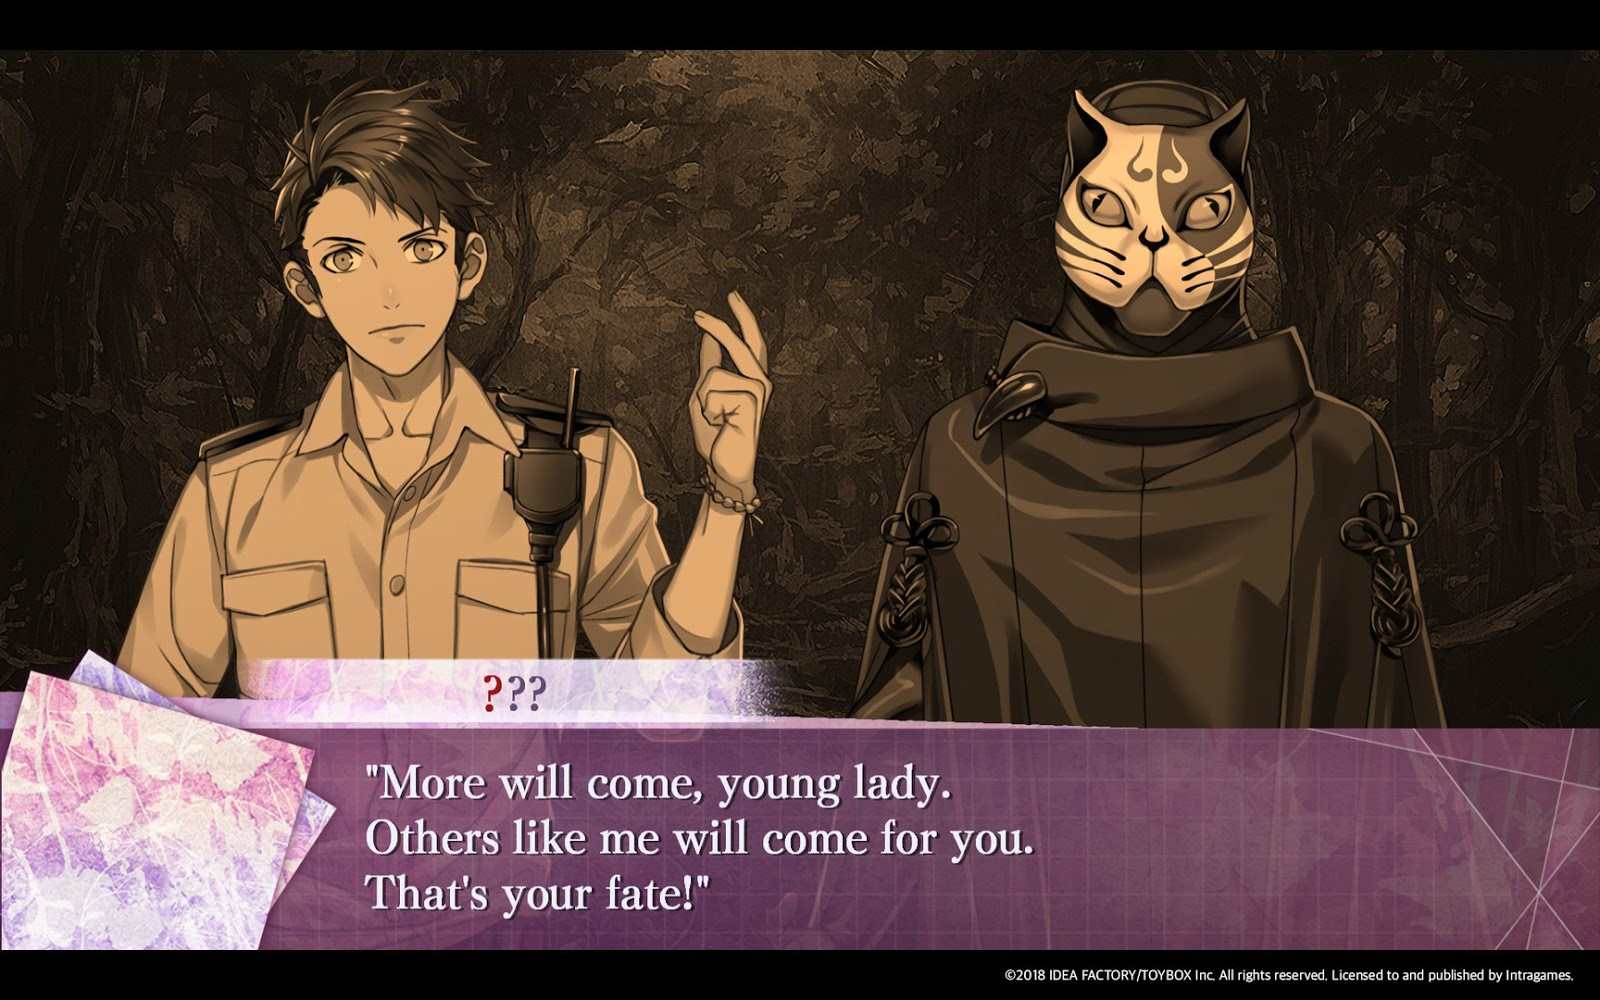 ???
"More will come, young lady.
Others like me will come for you.
That's your fate!"
©2018 IDEA FACTORY/TOYBOX Inc. All rights reserved. Licensed to and published by Intragames.